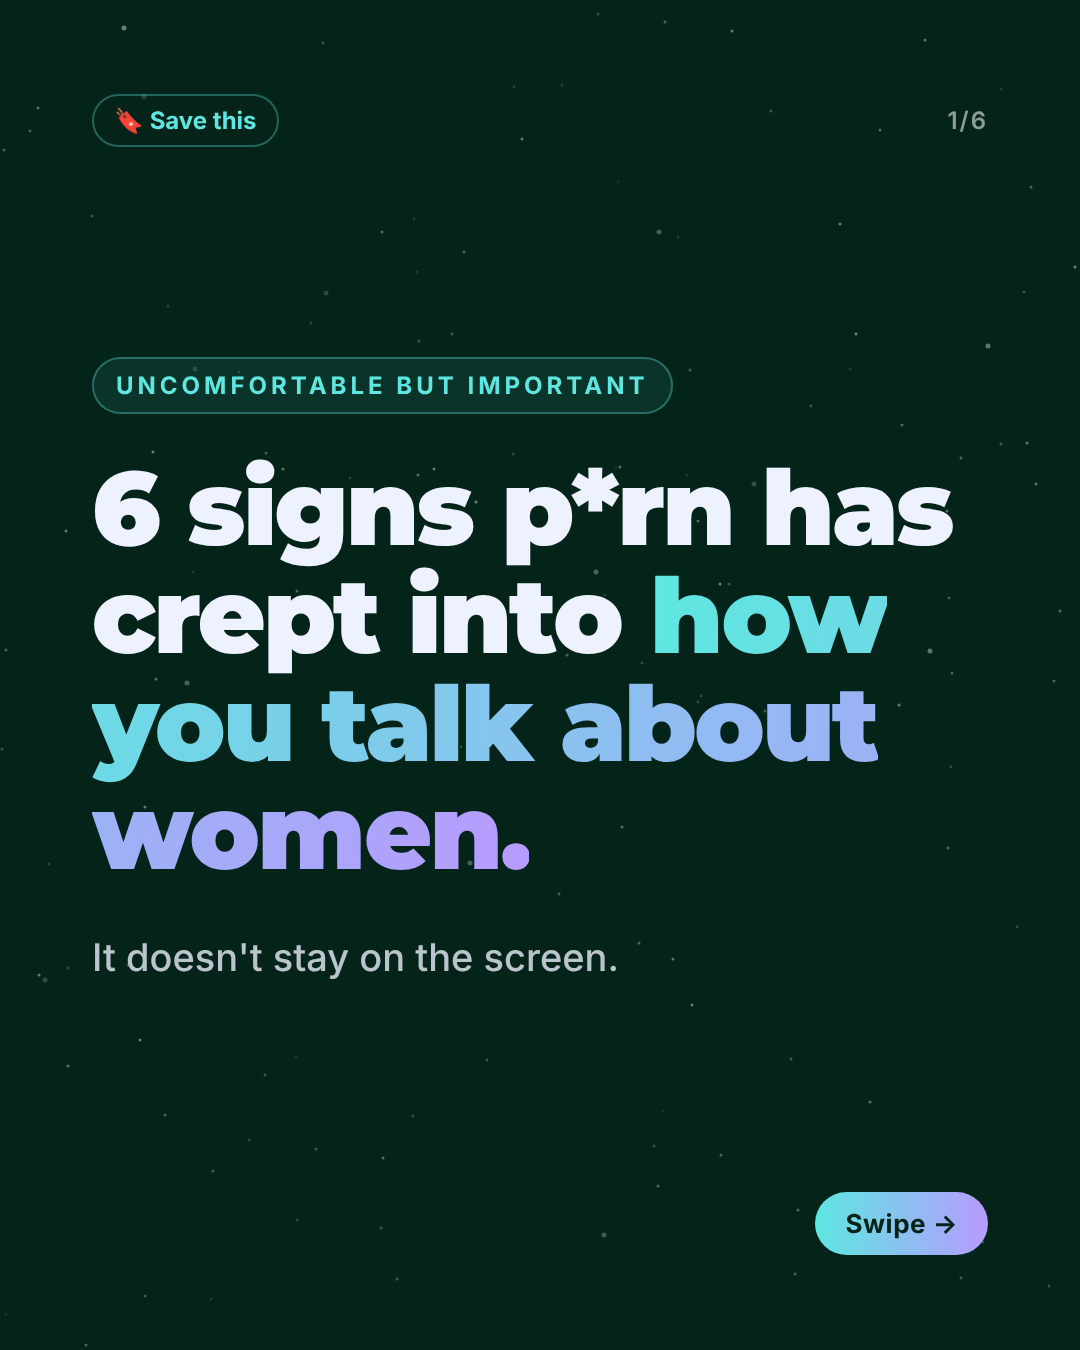 🔖 Save this
1/6
UNCOMFORTABLE BUT IMPORTANT
6 signs p*rn has
crept into how
you talk about
women.
It doesn't stay on the screen.
Swipe →